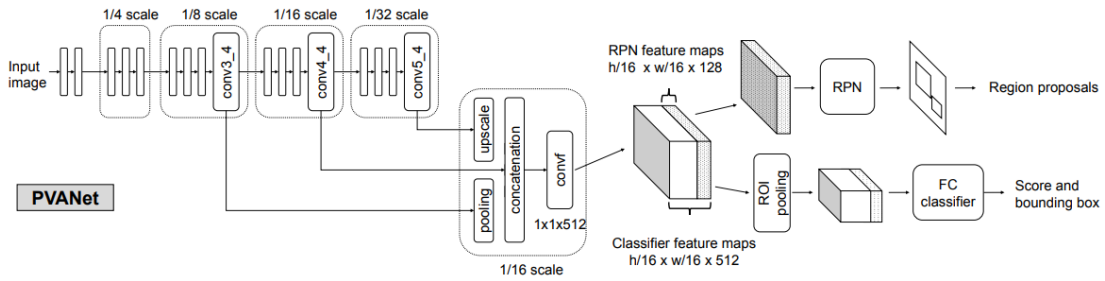 1/4 scale
1/8 scale
1/16 scale
1/32 scale
Input
image
conv3_4
conv4_4
conv5_4
upscale
pooling
concatenation
convf
1x1x512
1/16 scale
PVANet
RPN feature maps
h/16 x w/16 x 128
RPN
Region proposals
Classifier feature maps
h/16 x w/16 x 512
ROI
pooling
FC
classifier
Score and
bounding box